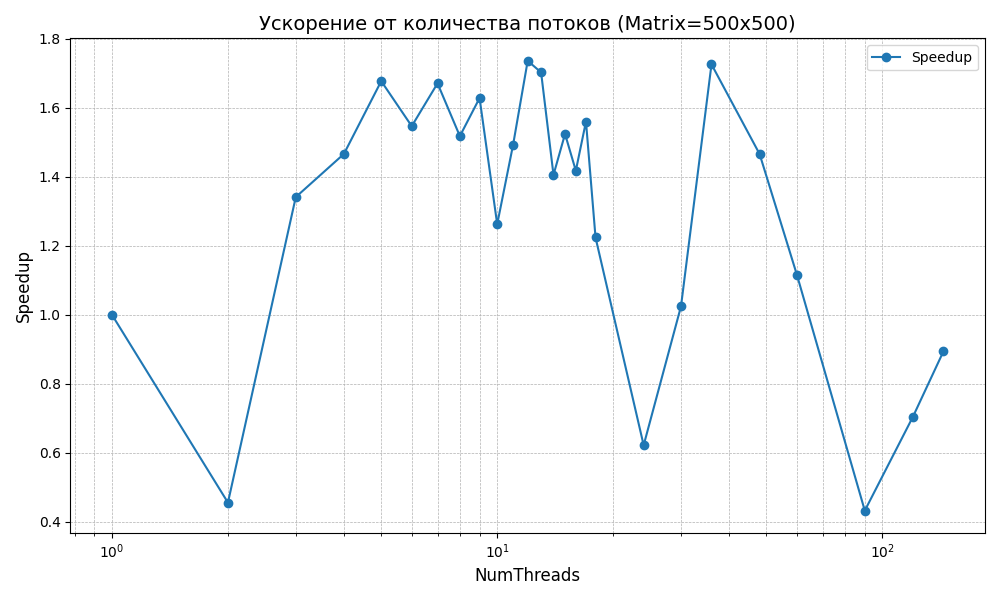 Ускорение от количества потоков (Matrix=500x500)
Speedup
1.8
1.6
1.4
1.2
1.0
0.8
0.6
0.4
Speedup
10⁰
10¹
10²
NumThreads